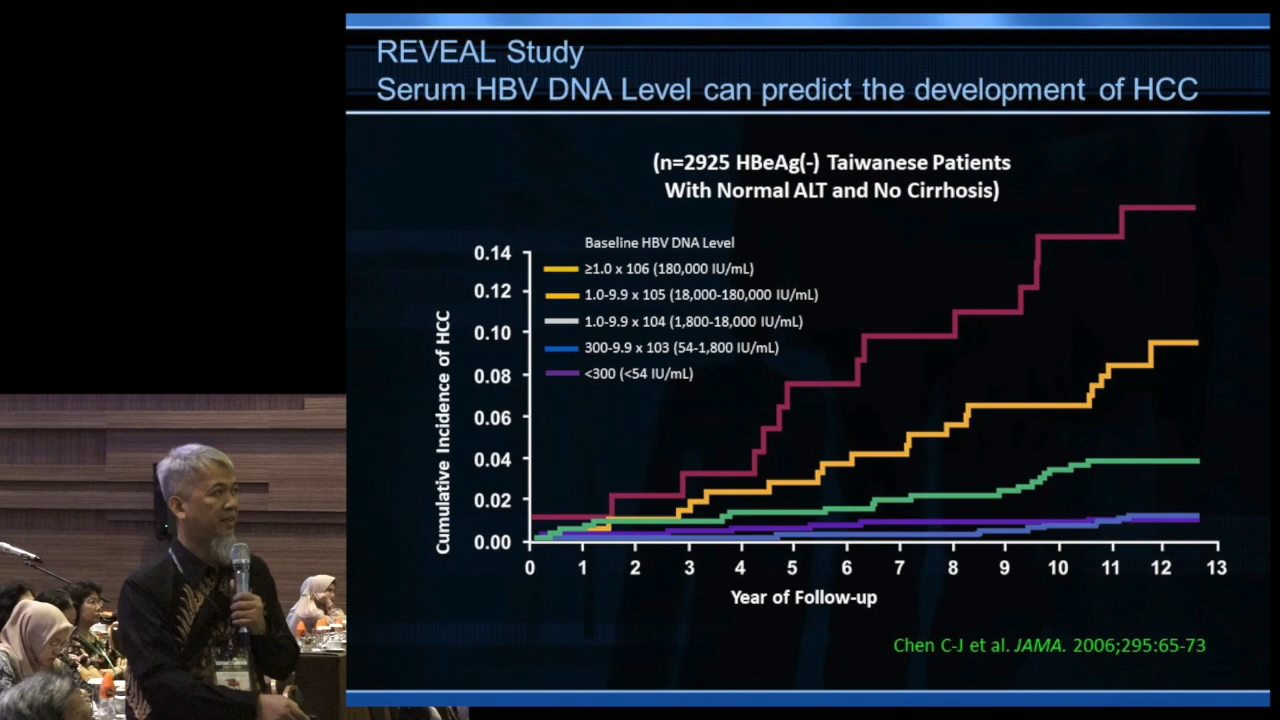 REVEAL Study
Serum HBV DNA Level can predict the development of HCC
(n=2925 HBeAg(-) Taiwanese Patients
With Normal ALT and No Cirrhosis)
Baseline HBV DNA Level
≥1.0 x 106 (180,000 IU/mL)
1.0-9.9 x 105 (18,000-180,000 IU/mL)
1.0-9.9 x 104 (1,800-18,000 IU/mL)
300-9.9 x 103 (54-1,800 IU/mL)
<300 (<54 IU/mL)
Cumulative Incidence of HCC
0.14
0.12
0.10
0.08
0.06
0.04
0.02
0.00
0 1 2 3 4 5 6 7 8 9 10 11 12 13
Year of Follow-up
Chen C-J et al. JAMA. 2006;295:65-73